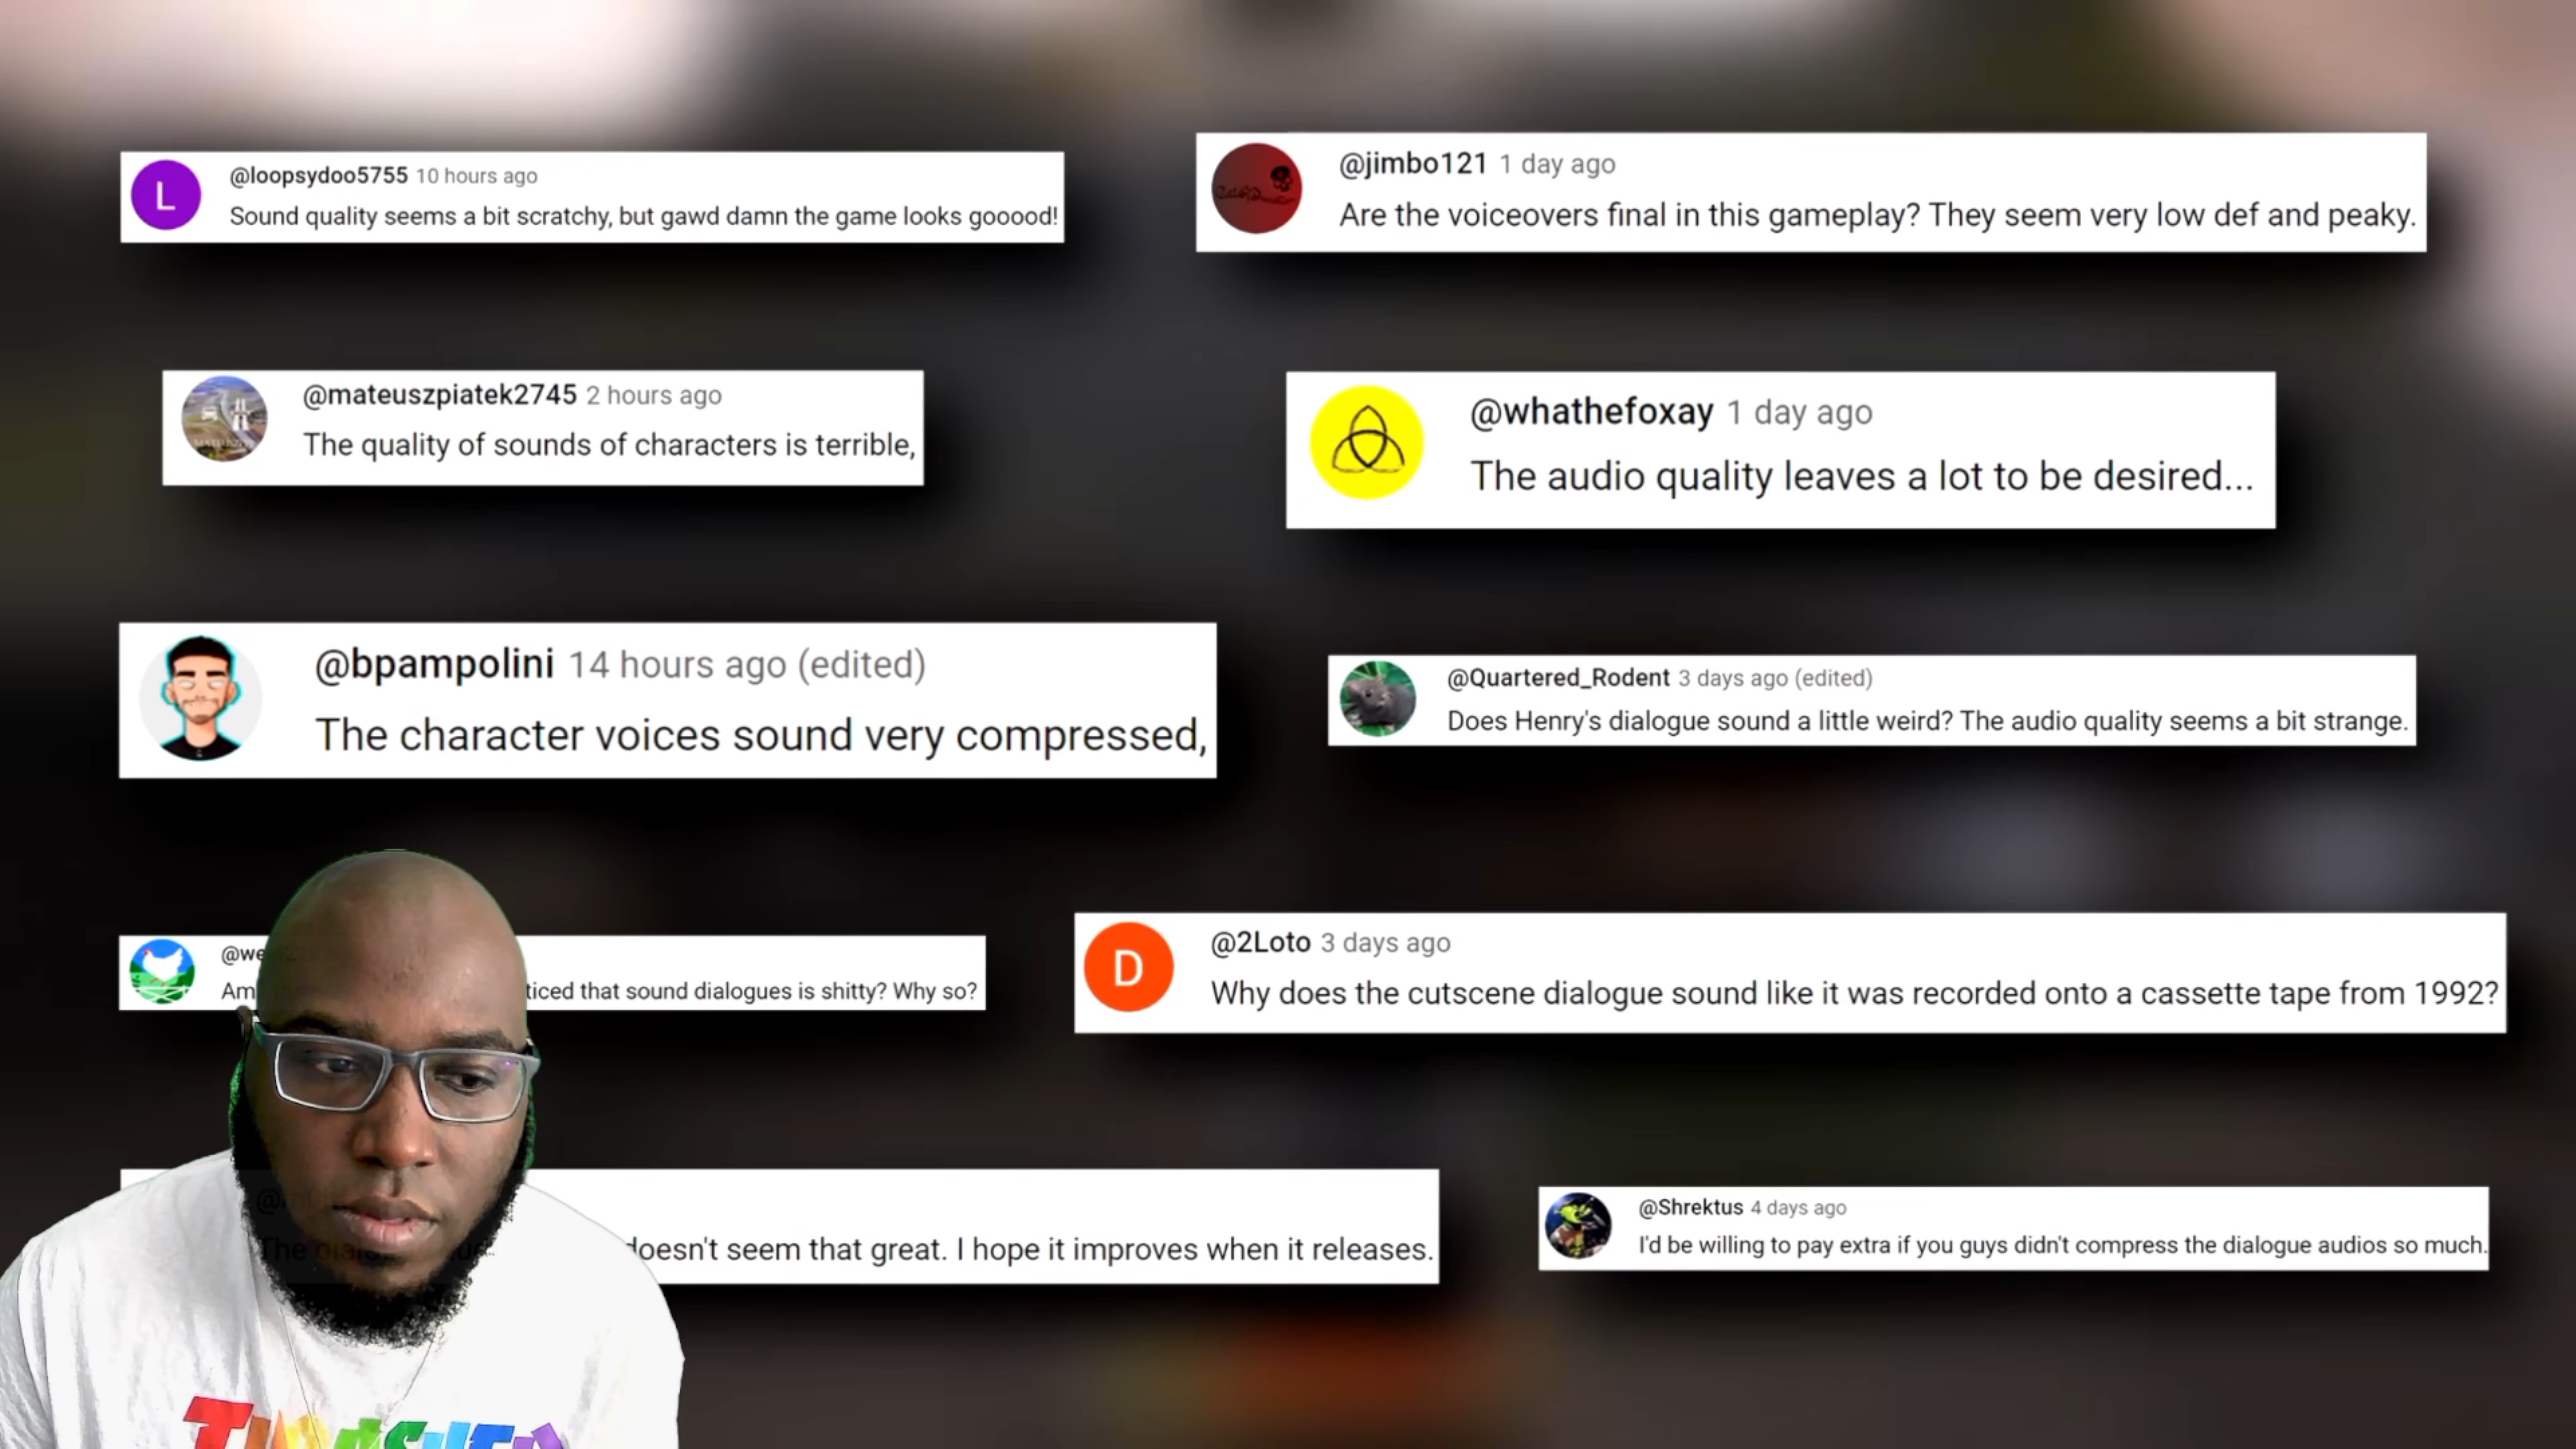 L
@loopsydoo5755 10 hours ago
Sound quality seems a bit scratchy, but gawd damn the game looks gooood!
@jimbo121 1 day ago
Are the voiceovers final in this gameplay? They seem very low def and peaky.
@mateuszpiatek2745 2 hours ago
The quality of sounds of characters is terrible,
@whathefoxay 1 day ago
The audio quality leaves a lot to be desired...
@bpampolini 14 hours ago (edited)
The character voices sound very compressed,
@Quartered_Rodent 3 days ago (edited)
Does Henry's dialogue sound a little weird? The audio quality seems a bit strange.
@we
Am ticed that sound dialogues is shitty? Why so?
D
@2Loto 3 days ago
Why does the cutscene dialogue sound like it was recorded onto a cassette tape from 1992?
The doesn't seem that great. I hope it improves when it releases.
@Shrektus 4 days ago
I'd be willing to pay extra if you guys didn't compress the dialogue audios so much.
THRASHER